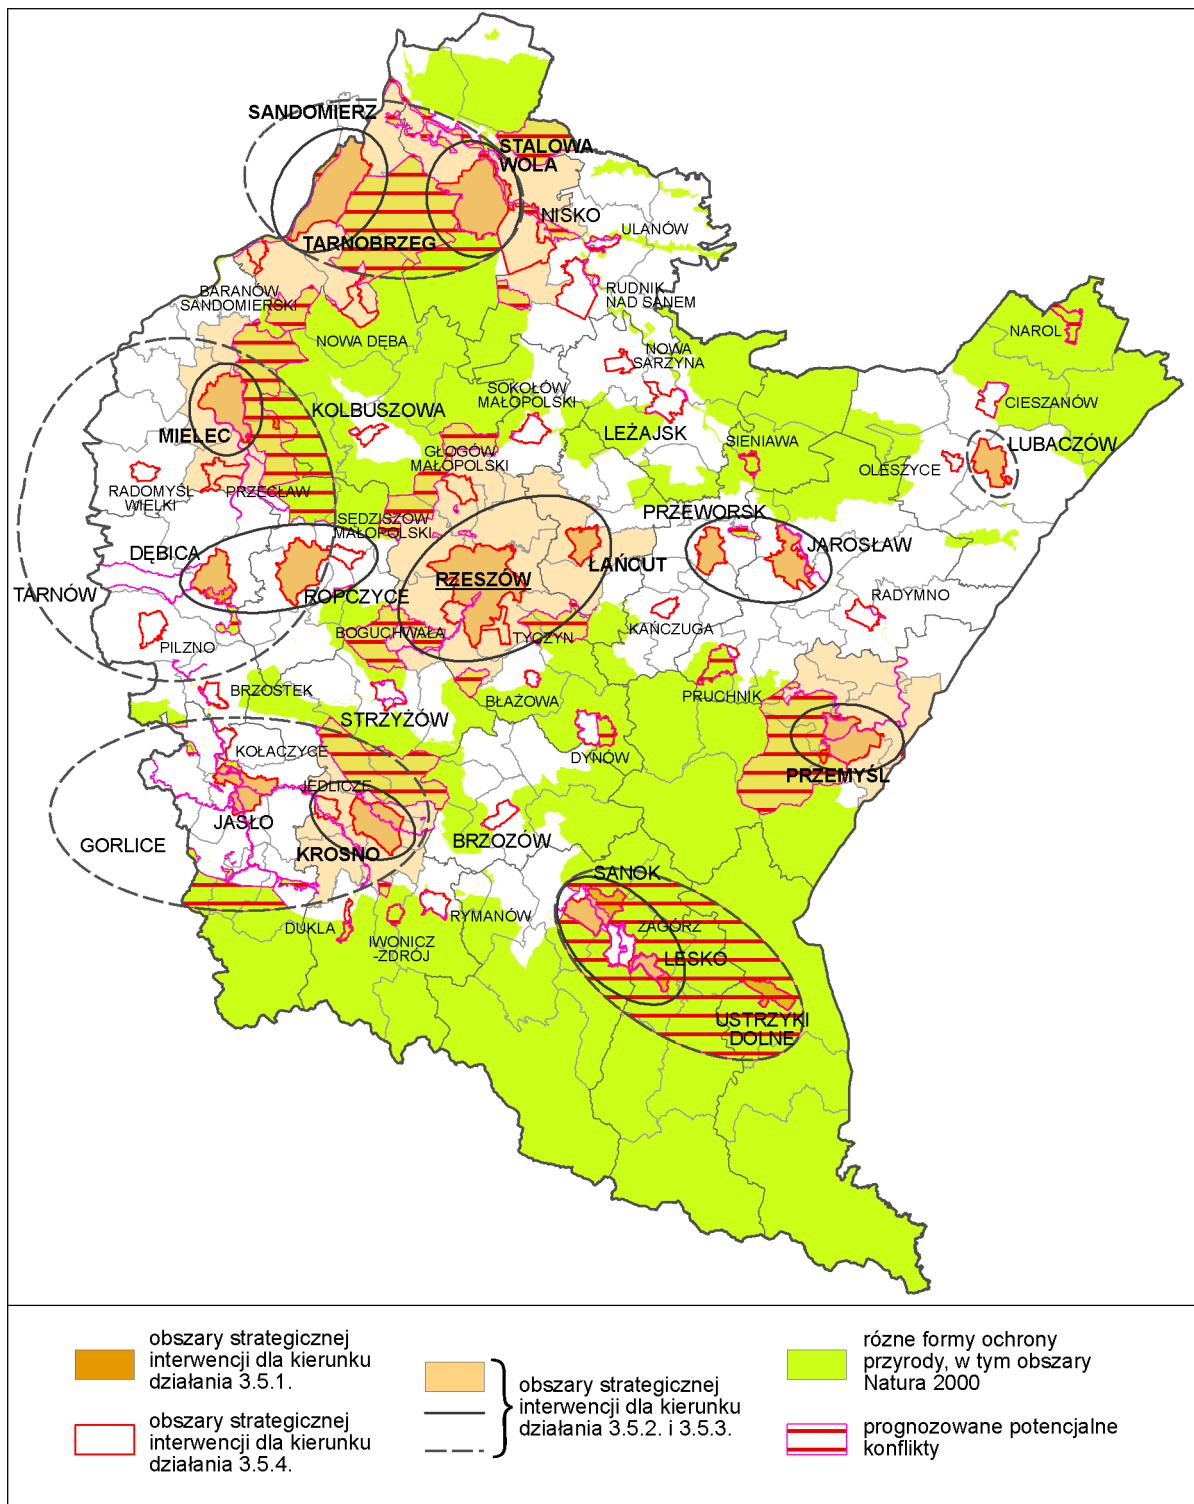 SANDOMIERZ
STALOWA
WOLA
NISKO
ULANÓW
TARNOBRZEG
BARANÓW
SANDOMIERSKI
RUDNIK
NAD SANEM
NAROL
NOWA DĘBA
NOWA
SARZYNA
SOKOŁÓW
MAŁOPOLSKI
CIESZANÓW
KOLBUSZOWA
MIELEC
LEŻAJSK
SIENIAWA
LUBACZÓW
GŁOGÓW
MAŁOPOLSKI
OLESZYCE
RADOMYŚL
WIELKI
PRZECŁAW
SĘDZISZÓW
MAŁOPOLSKI
PRZEWORSK
DĘBICA
JAROSŁAW
ŁAŃCUT
RZESZÓW
TARNÓW
ROPCZYCE
RADYMNO
BOGUCHWAŁA
TYCZYN
KAŃCZUGA
PILZNO
BRZOSTEK
BŁAŻOWA
PRUCHNIK
STRZYŻÓW
KOŁACZYCE
DYNÓW
PRZEMYŚL
JEDLICZE
JASŁO
GORLICE
KROSNO
BRZOZÓW
SANOK
RYMANÓW
DUKLA
ZAGÓRZ
IWONICZ
-ZDRÓJ
LESKO
USTRZYKI
DOLNE
obszary strategicznej
interwencji dla kierunku
działania 3.5.1.
obszary strategicznej
interwencji dla kierunku
działania 3.5.4.
obszary strategicznej
interwencji dla kierunku
działania 3.5.2. i 3.5.3.
rózne formy ochrony
przyrody, w tym obszary
Natura 2000
prognozowane potencjalne
konflikty